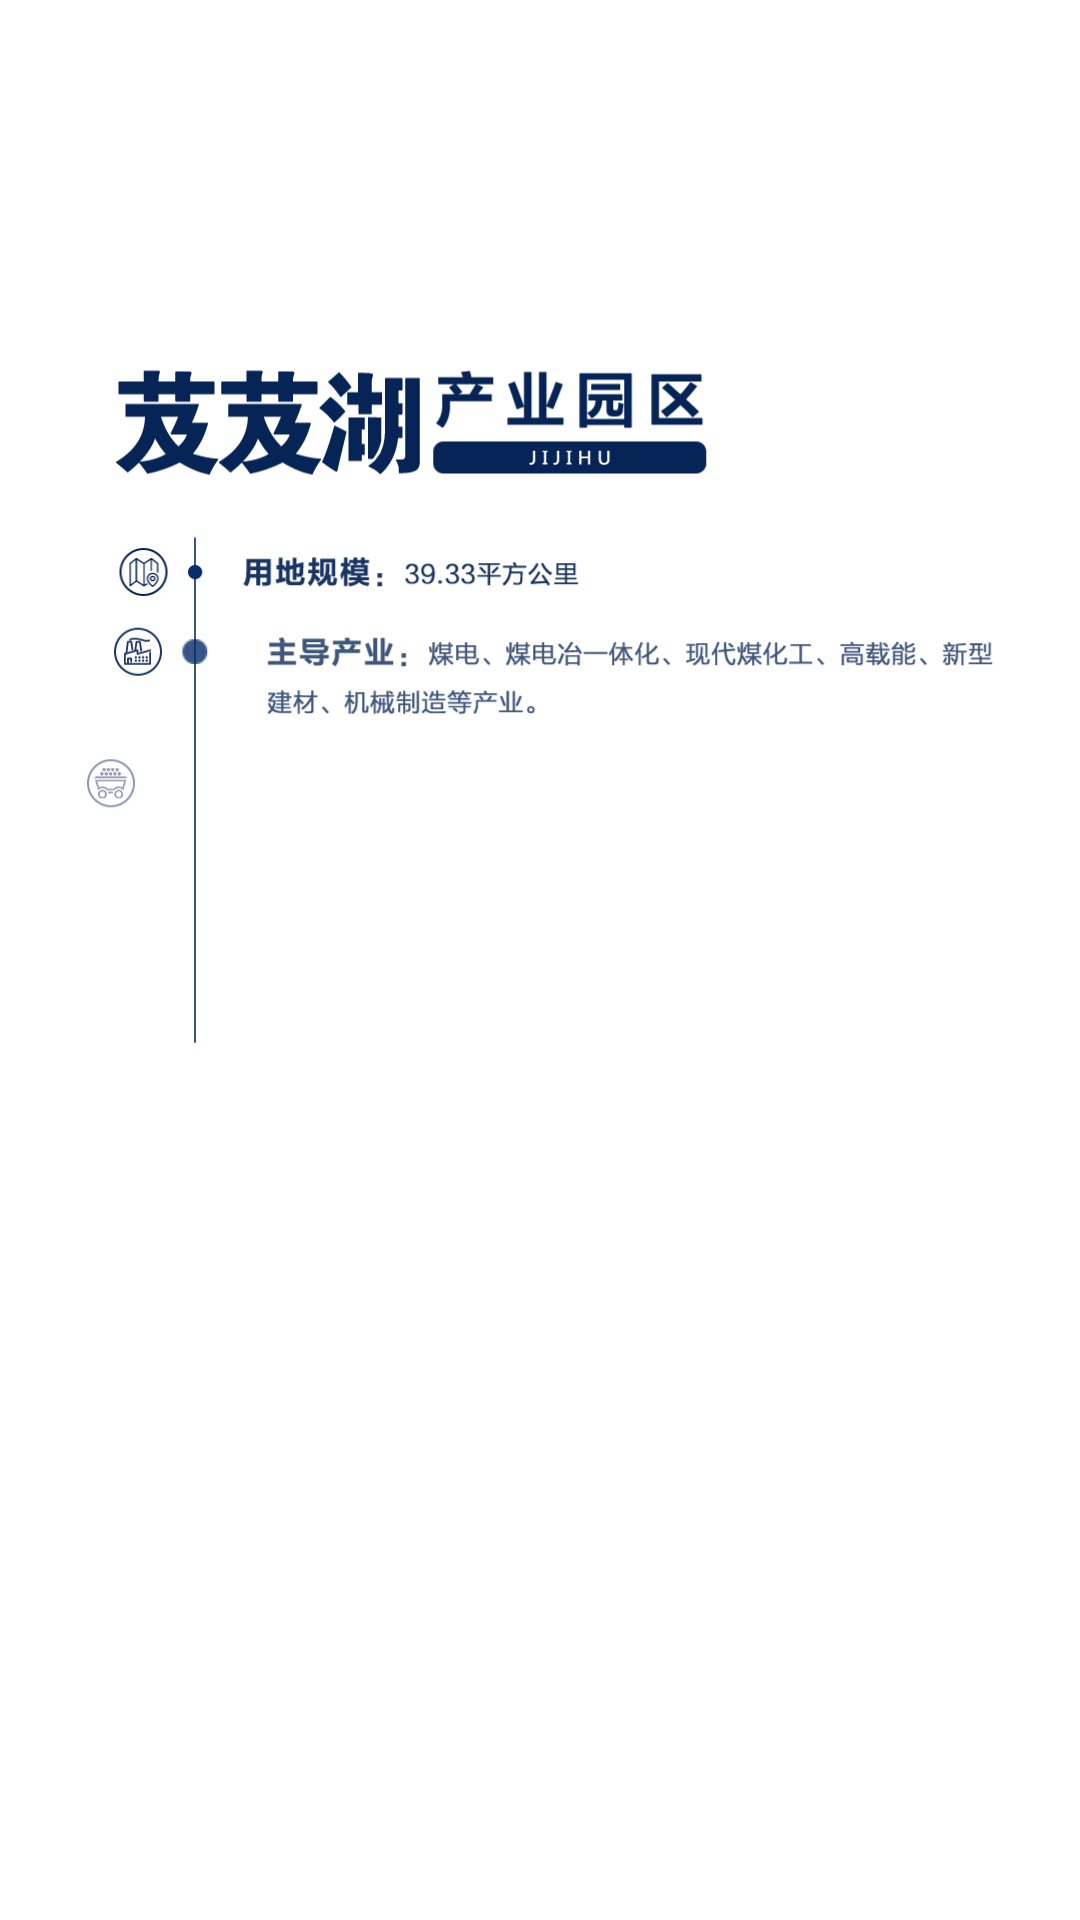 芨芨湖产业园区
JIJIHU
用地规模：39.33平方公里
主导产业：煤电、煤电冶一体化、现代煤化工、高载能、新型
建材、机械制造等产业。